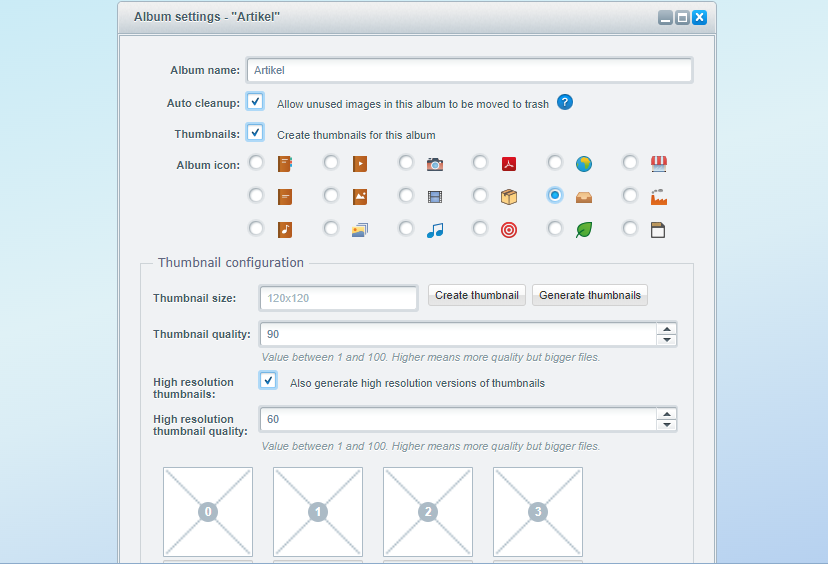 Album settings - "Artikel"
Album name: Artikel
Auto cleanup: Allow unused images in this album to be moved to trash ?
Thumbnails: Create thumbnails for this album
Album icon:
Thumbnail configuration
Thumbnail size: 120x120 Create thumbnail Generate thumbnails
Thumbnail quality: 90
Value between 1 and 100. Higher means more quality but bigger files.
High resolution
thumbnails: Also generate high resolution versions of thumbnails
High resolution
thumbnail quality: 60
Value between 1 and 100. Higher means more quality but bigger files.
0 1 2 3